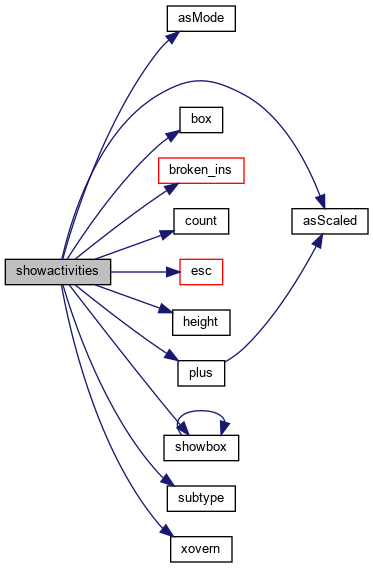 asMode
box
broken_ins
count
asScaled
showactivities
esc
height
plus
showbox
subtype
xovern